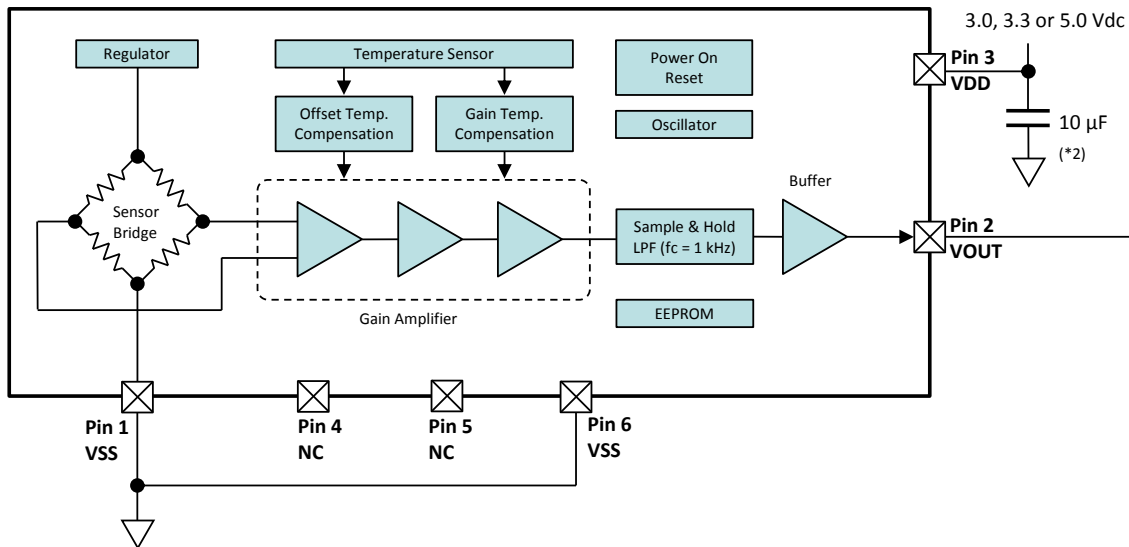 3.0, 3.3 or 5.0 Vdc
Regulator
Temperature Sensor
Power On
Reset
Pin 3
VDD
Offset Temp.
Compensation
Gain Temp.
Compensation
Oscillator
10 µF
(*2)
Buffer
Sensor
Bridge
Sample & Hold
LPF (fc = 1 kHz)
Pin 2
VOUT
Gain Amplifier
EEPROM
Pin 1
VSS
Pin 4
NC
Pin 5
NC
Pin 6
VSS